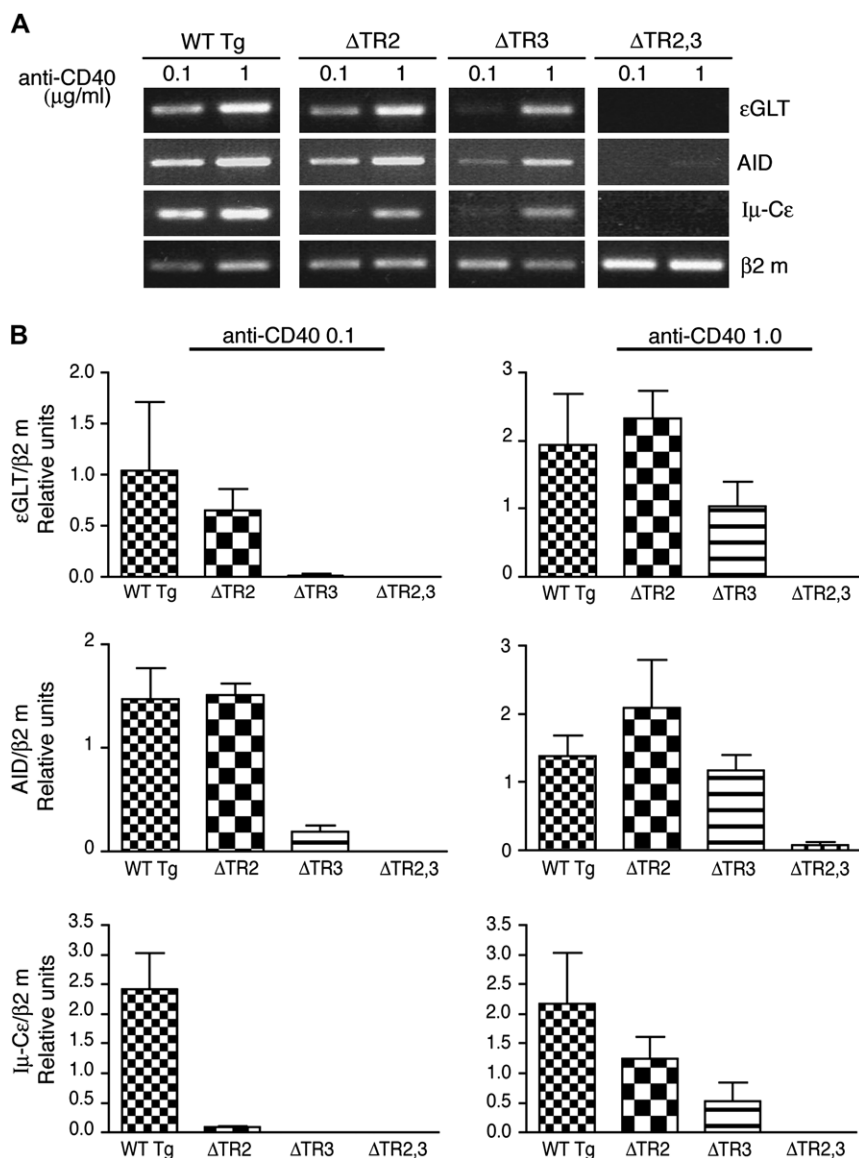 A
WT Tg ΔTR2 ΔTR3 ΔTR2,3
anti-CD40 (μg/ml) 0.1 1 0.1 1 0.1 1 0.1 1
εGLT
AID
Iμ-Cε
β2 m
B
anti-CD40 0.1
anti-CD40 1.0
εGLT/β2 m
Relative units
2.0
1.5
1.0
0.5
0.0
WT Tg ΔTR2 ΔTR3 ΔTR2,3
3
2
1
0
WT Tg ΔTR2 ΔTR3 ΔTR2,3
AID/β2 m
Relative units
2
1
0
WT Tg ΔTR2 ΔTR3 ΔTR2,3
3
2
1
0
WT Tg ΔTR2 ΔTR3 ΔTR2,3
Iμ-Cε/β2 m
Relative units
3.5
3.0
2.5
2.0
1.5
1.0
0.5
0.0
WT Tg ΔTR2 ΔTR3 ΔTR2,3
3.5
3.0
2.5
2.0
1.5
1.0
0.5
0.0
WT Tg ΔTR2 ΔTR3 ΔTR2,3